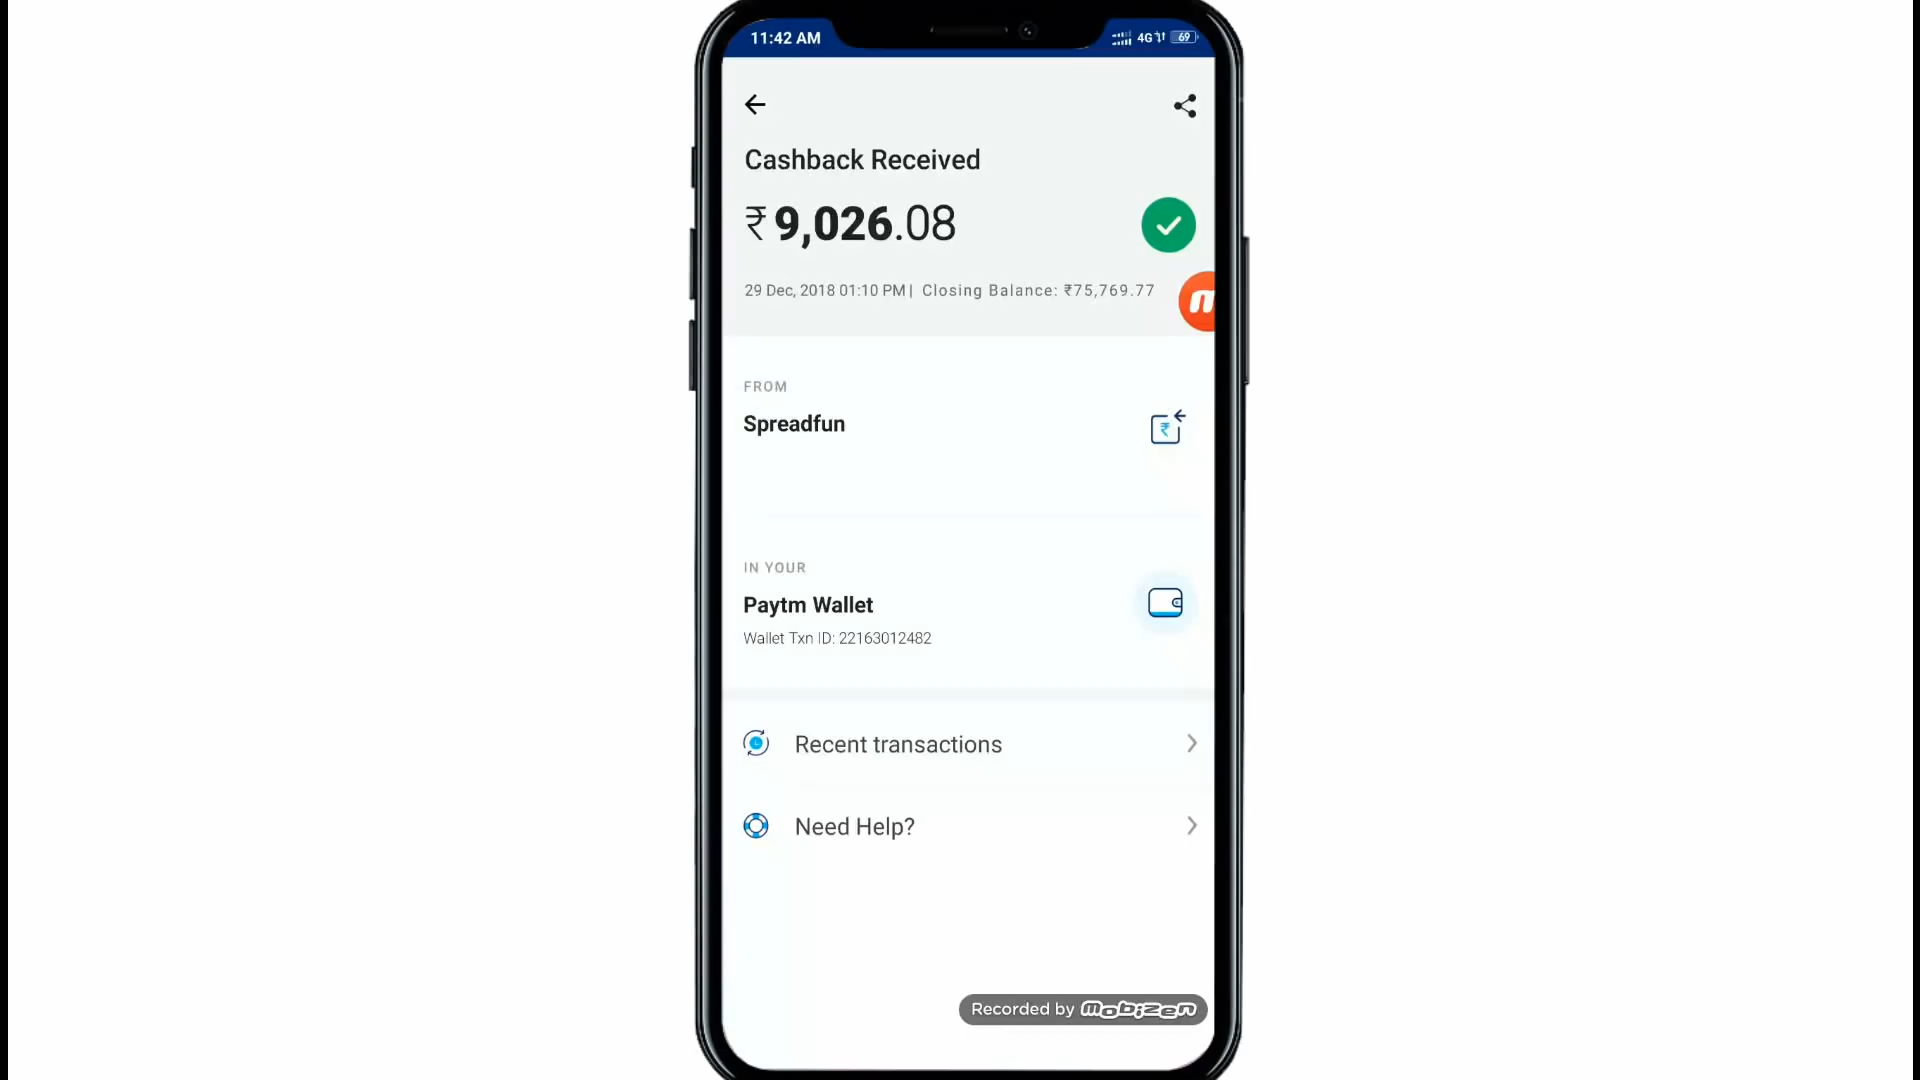 11:42 AM
4G 69
Cashback Received
₹9,026.08
29 Dec, 2018 01:10 PM| Closing Balance: ₹75,769.77
FROM
Spreadfun
IN YOUR
Paytm Wallet
Wallet Txn ID: 22163012482
Recent transactions
Need Help?
Recorded by mobizen